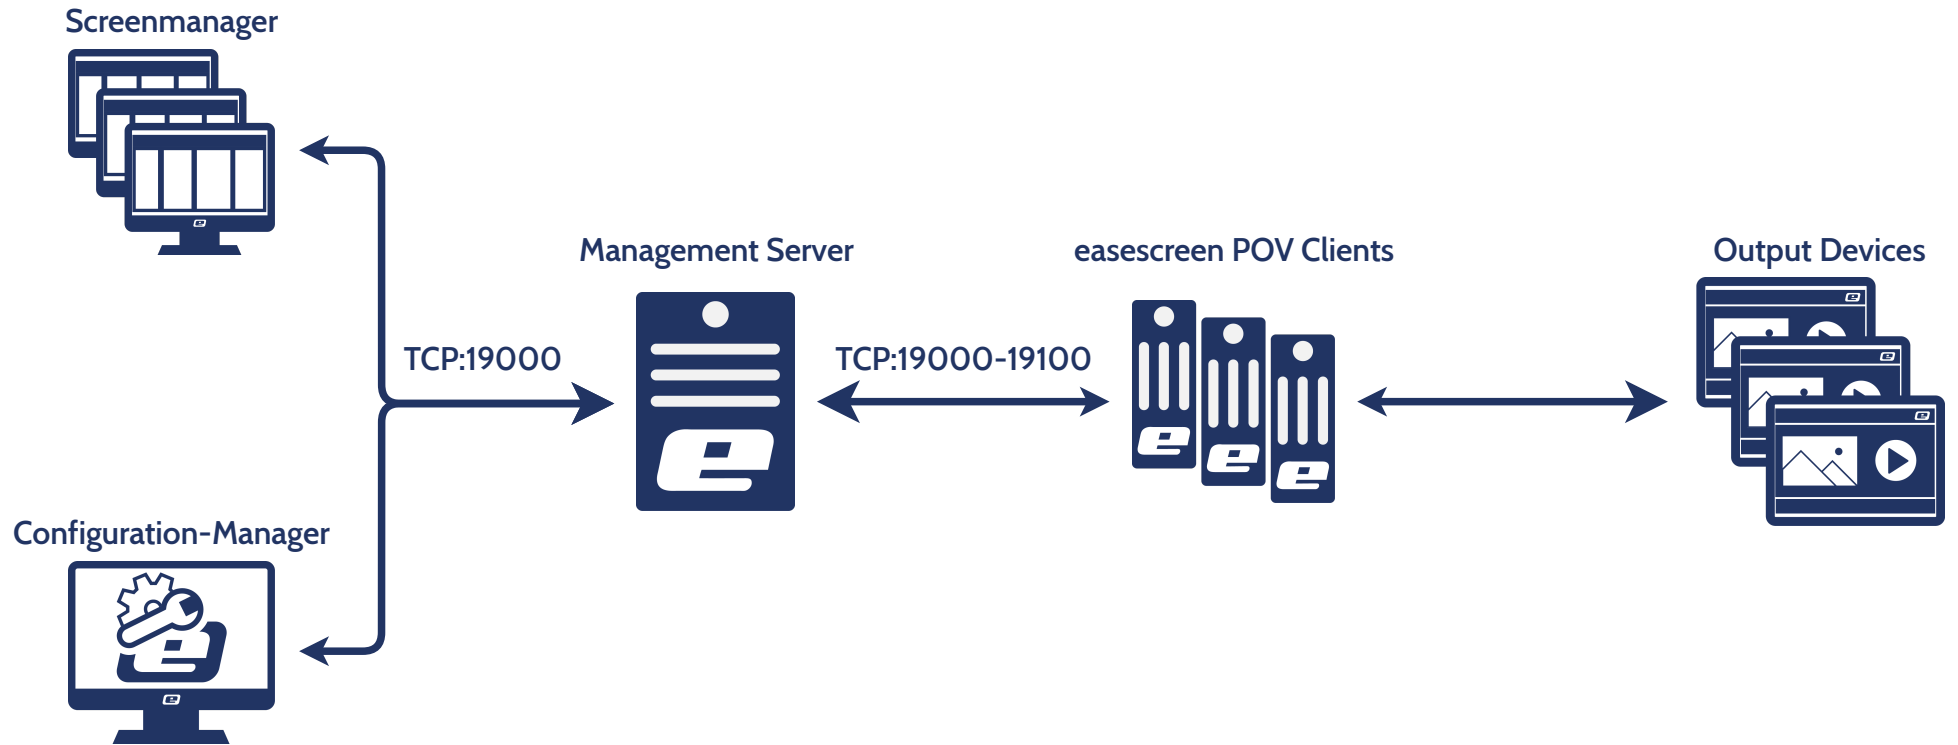 Screenmanager
Management Server
easescreen POV Clients
Output Devices
TCP:19000
TCP:19000-19100
Configuration-Manager